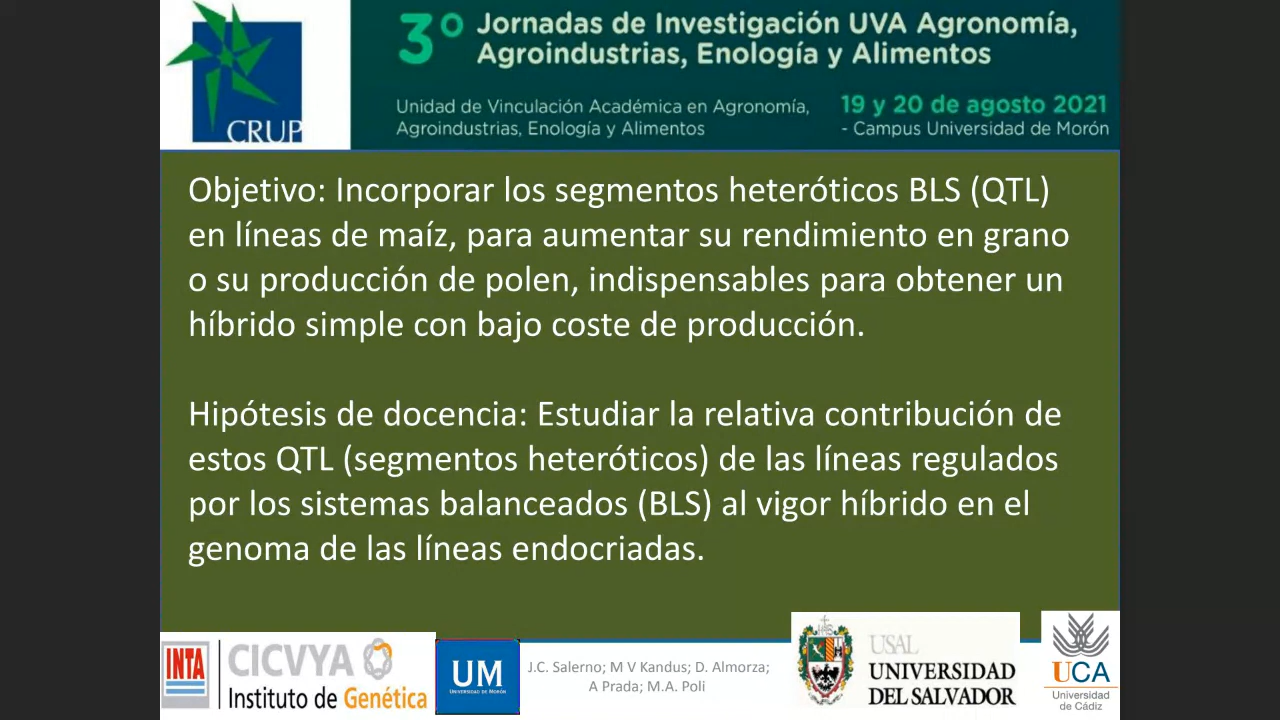 CRUP
3º Jornadas de Investigación UVA Agronomía,
Agroindustrias, Enología y Alimentos
Unidad de Vinculación Académica en Agronomía,
Agroindustrias, Enología y Alimentos
19 y 20 de agosto 2021
- Campus Universidad de Morón
Objetivo: Incorporar los segmentos heteróticos BLS (QTL)
en líneas de maíz, para aumentar su rendimiento en grano
o su producción de polen, indispensables para obtener un
híbrido simple con bajo coste de producción.
Hipótesis de docencia: Estudiar la relativa contribución de
estos QTL (segmentos heteróticos) de las líneas regulados
por los sistemas balanceados (BLS) al vigor híbrido en el
genoma de las líneas endocriadas.
INTA
CICVYA
Instituto de Genética
UM
UNIVERSIDAD DE MORÓN
J.C. Salerno; M V Kandus; D. Almorza;
A Prada; M.A. Poli
USAL
UNIVERSIDAD
DEL SALVADOR
UCA
Universidad
de Cádiz